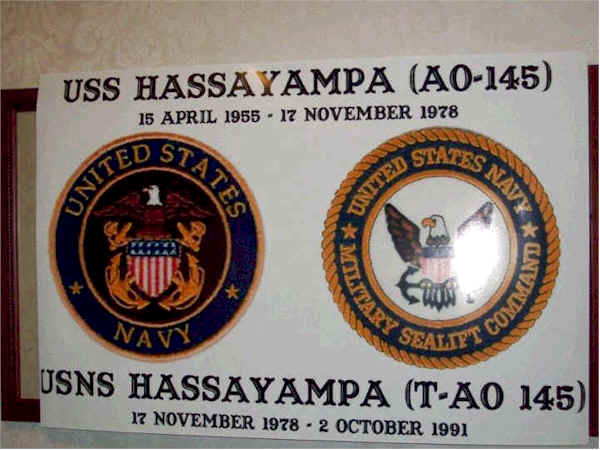 USS HASSAYAMPA (AO-145)
15 APRIL 1955 - 17 NOVEMBER 1978
UNITED STATES
NAVY
UNITED STATES NAVY
MILITARY SEALIFT COMMAND
USNS HASSAYAMPA (T-AO 145)
17 NOVEMBER 1978 - 2 OCTOBER 1991